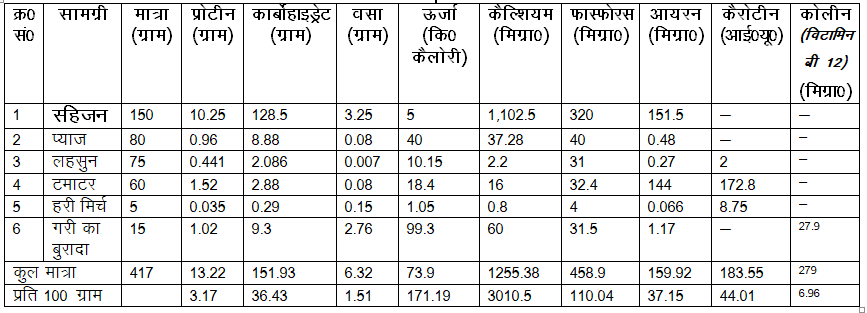 क्र0 सं0 सामग्री मात्रा (ग्राम) प्रोटीन (ग्राम) कार्बोहाइड्रेट (ग्राम) वसा (ग्राम) ऊर्जा (कि0 कैलोरी) कैल्शियम (मिग्रा0) फास्फोरस (मिग्रा0) आयरन (मिग्रा0) कैरोटीन (आई0यू0) कोलीन (विटामिन बी 12) (मिग्रा0)
1 सहिजन 150 10.25 128.5 3.25 5 1,102.5 320 151.5 – –
2 प्याज 80 0.96 8.88 0.08 40 37.28 40 0.48 – –
3 लहसुन 75 0.441 2.086 0.007 10.15 2.2 31 0.27 2 –
4 टमाटर 60 1.52 2.88 0.08 18.4 16 32.4 144 172.8 –
5 हरी मिर्च 5 0.035 0.29 0.15 1.05 0.8 4 0.066 8.75 –
6 गरी का बुरादा 15 1.02 9.3 2.76 99.3 60 31.5 1.17 – 27.9
कुल मात्रा 417 13.22 151.93 6.32 73.9 1255.38 458.9 159.92 183.55 279
प्रति 100 ग्राम 3.17 36.43 1.51 171.19 3010.5 110.04 37.15 44.01 6.96